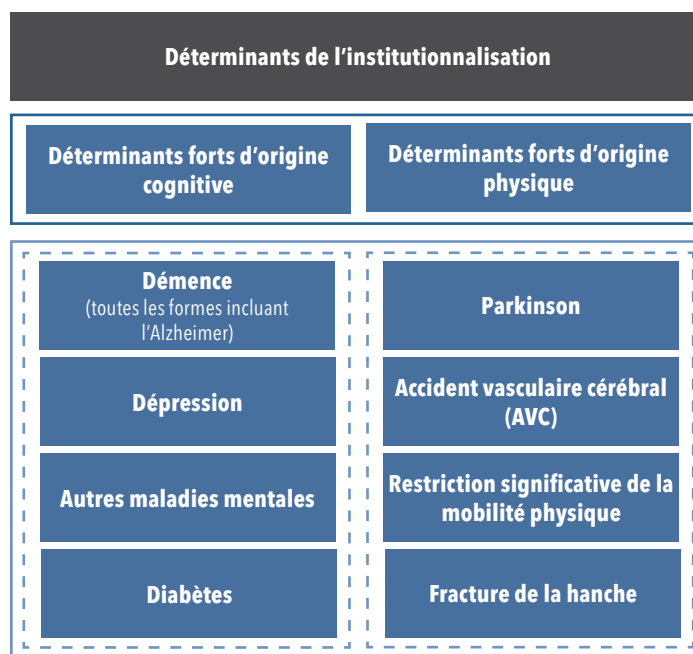 Déterminants de l'institutionnalisation
Déterminants forts d'origine
cognitive
Déterminants forts d'origine
physique
Démence
(toutes les formes incluant
l'Alzheimer)
Dépression
Autres maladies mentales
Diabètes
Parkinson
Accident vasculaire cérébral
(AVC)
Restriction significative de la
mobilité physique
Fracture de la hanche